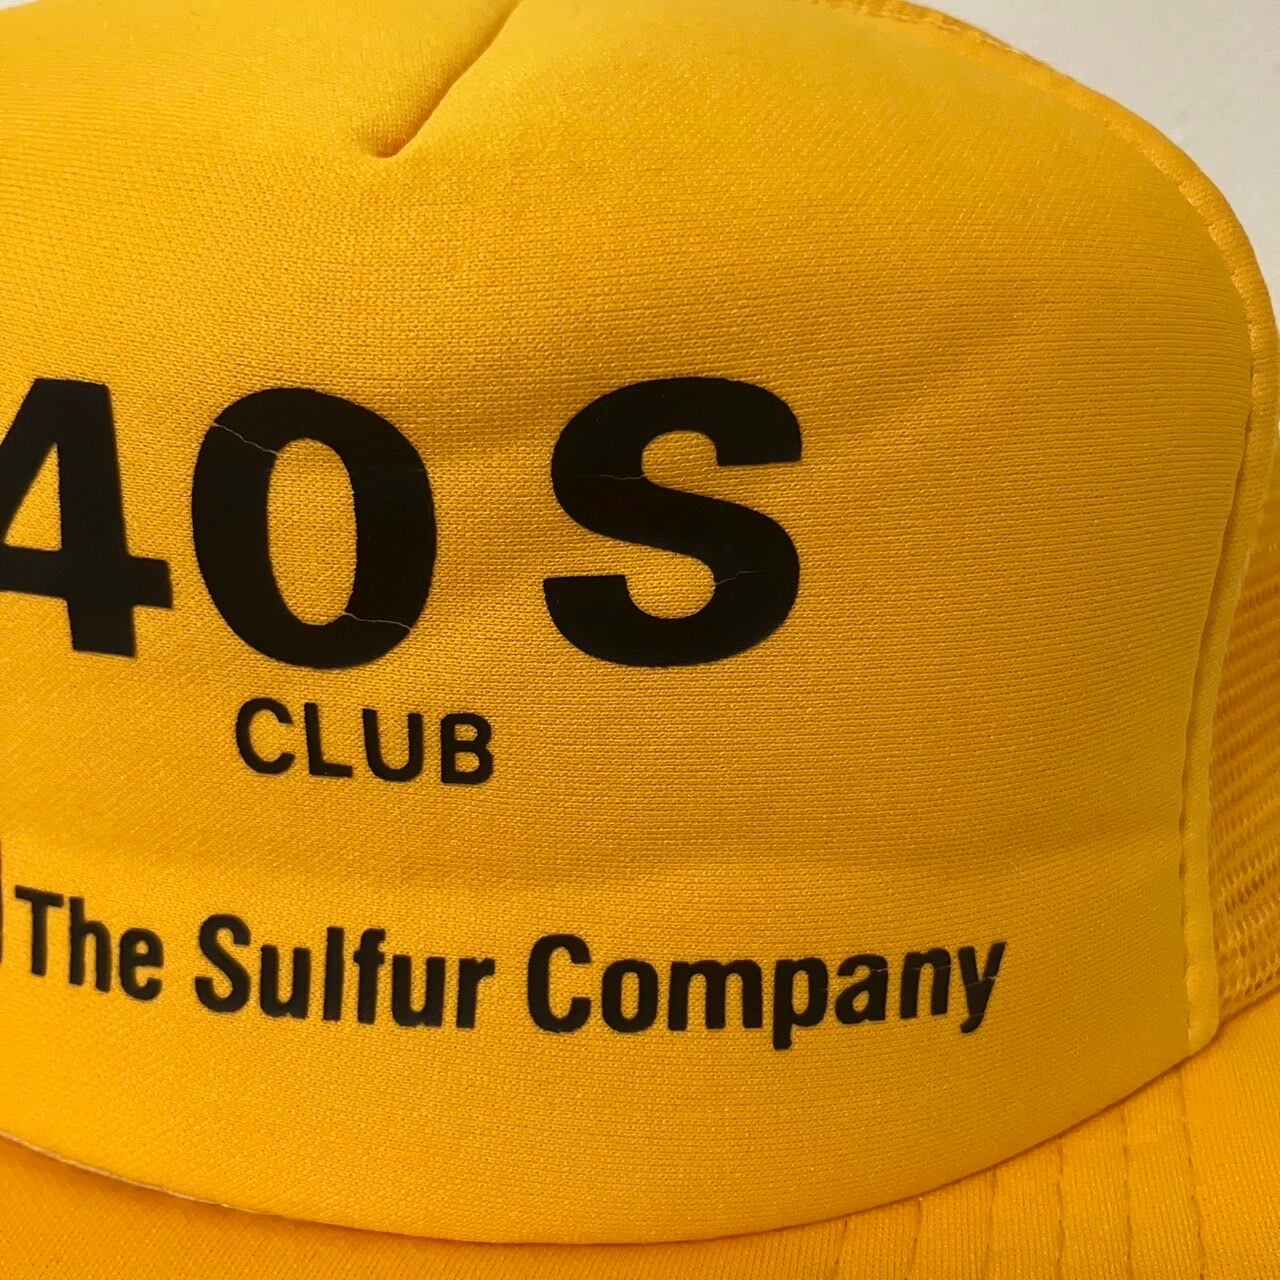 40 S
CLUB
The Sulfur Company